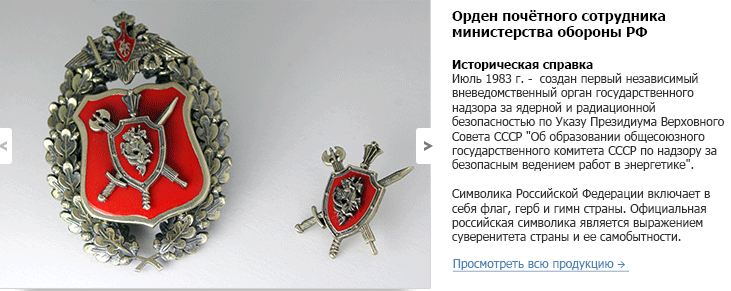 Орден почётного сотрудника
министерства обороны РФ
Историческая справка
Июль 1983 г. - создан первый независимый
вневедомственный орган государственного
надзора за ядерной и радиационной
безопасностью по Указу Президиума Верховного
Совета СССР "Об образовании общесоюзного
государственного комитета СССР по надзору за
безопасным ведением работ в энергетике".
Символика Российской Федерации включает в
себя флаг, герб и гимн страны. Официальная
российская символика является выражением
суверенитета страны и ее самобытности.
Просмотреть всю продукцию →